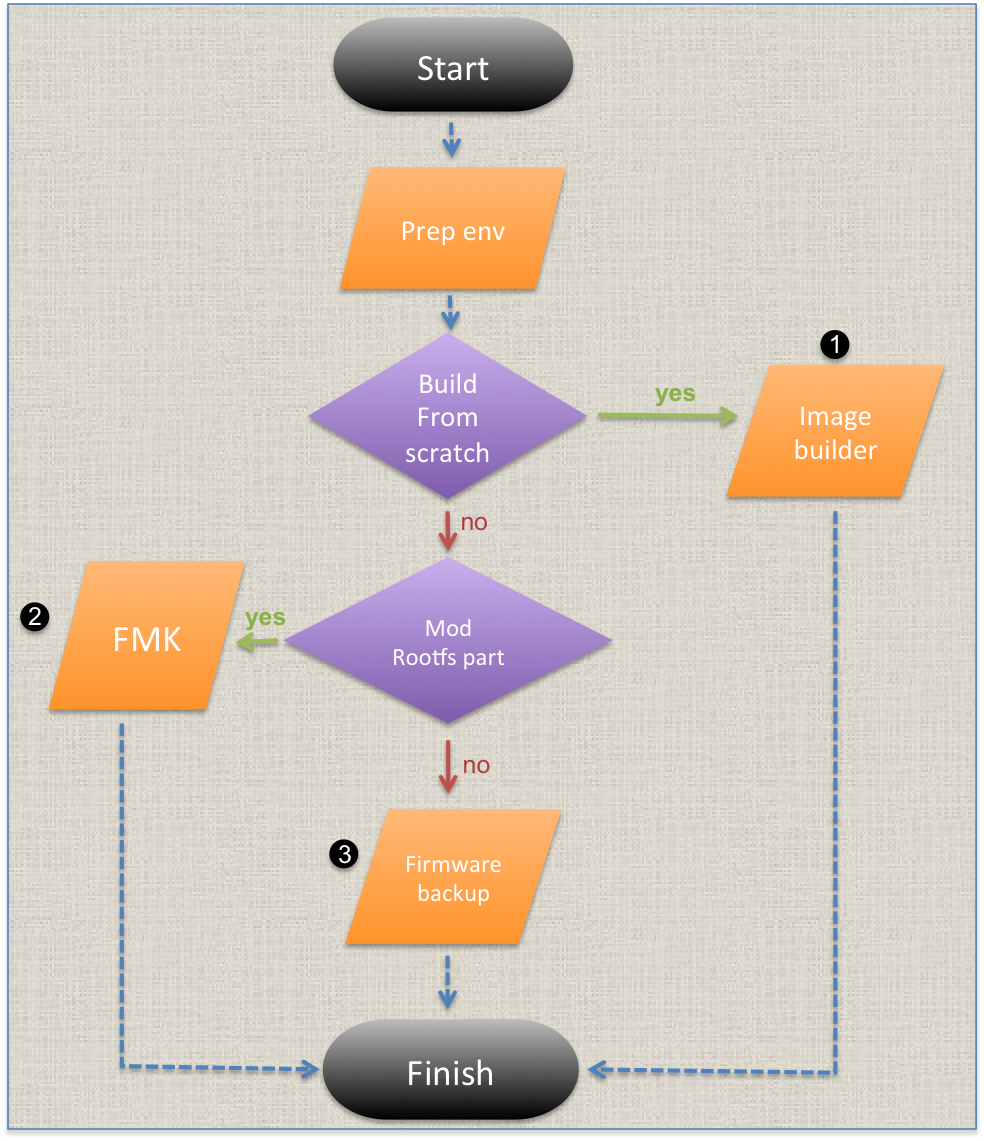 Start
Prep env
Build
From
scratch
yes
1
Image
builder
no
2
FMK
yes
Mod
Rootfs part
no
3
Firmware
backup
Finish